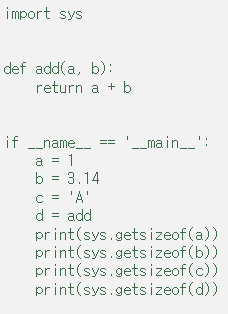 import sys


def add(a, b):
    return a + b


if __name__ == '__main__':
    a = 1
    b = 3.14
    c = 'A'
    d = add
    print(sys.getsizeof(a))
    print(sys.getsizeof(b))
    print(sys.getsizeof(c))
    print(sys.getsizeof(d))